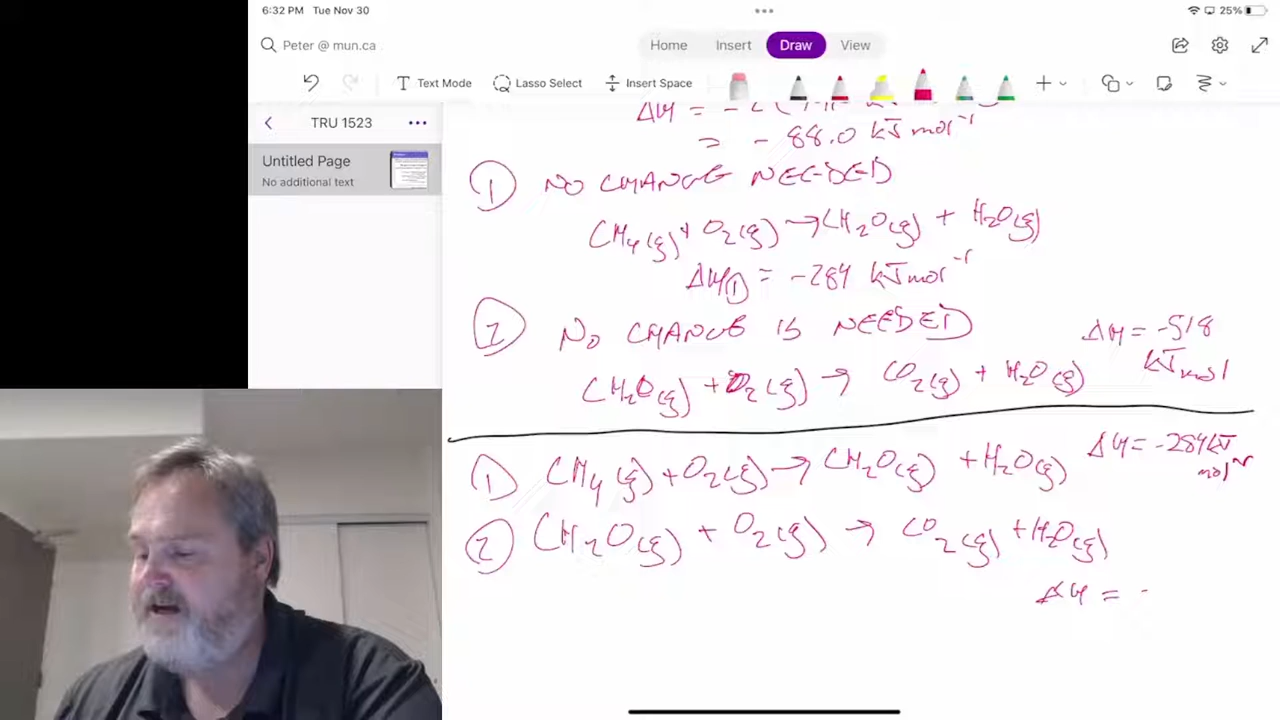 6:32 PM Tue Nov 30
25%
Peter @ mun.ca
Home Insert Draw View
Text Mode Lasso Select Insert Space
TRU 1523
Untitled Page
No additional text
ΔH =
= - 88.0 kJ mol⁻¹
① NO CHANGE NEEDED
CH₄(g) + O₂(g) → CH₂O(g) + H₂O(g)
ΔH① = -284 kJ mol⁻¹
② NO CHANGE IS NEEDED
ΔH = -518
kJ mol
CH₂O(g) + O₂(g) → CO₂(g) + H₂O(g)
① CH₄(g) + O₂(g) → CH₂O(g) + H₂O(g) ΔH = -284 kJ
mol⁻¹
② CH₂O(g) + O₂(g) → CO₂(g) + H₂O(g)
ΔH = -